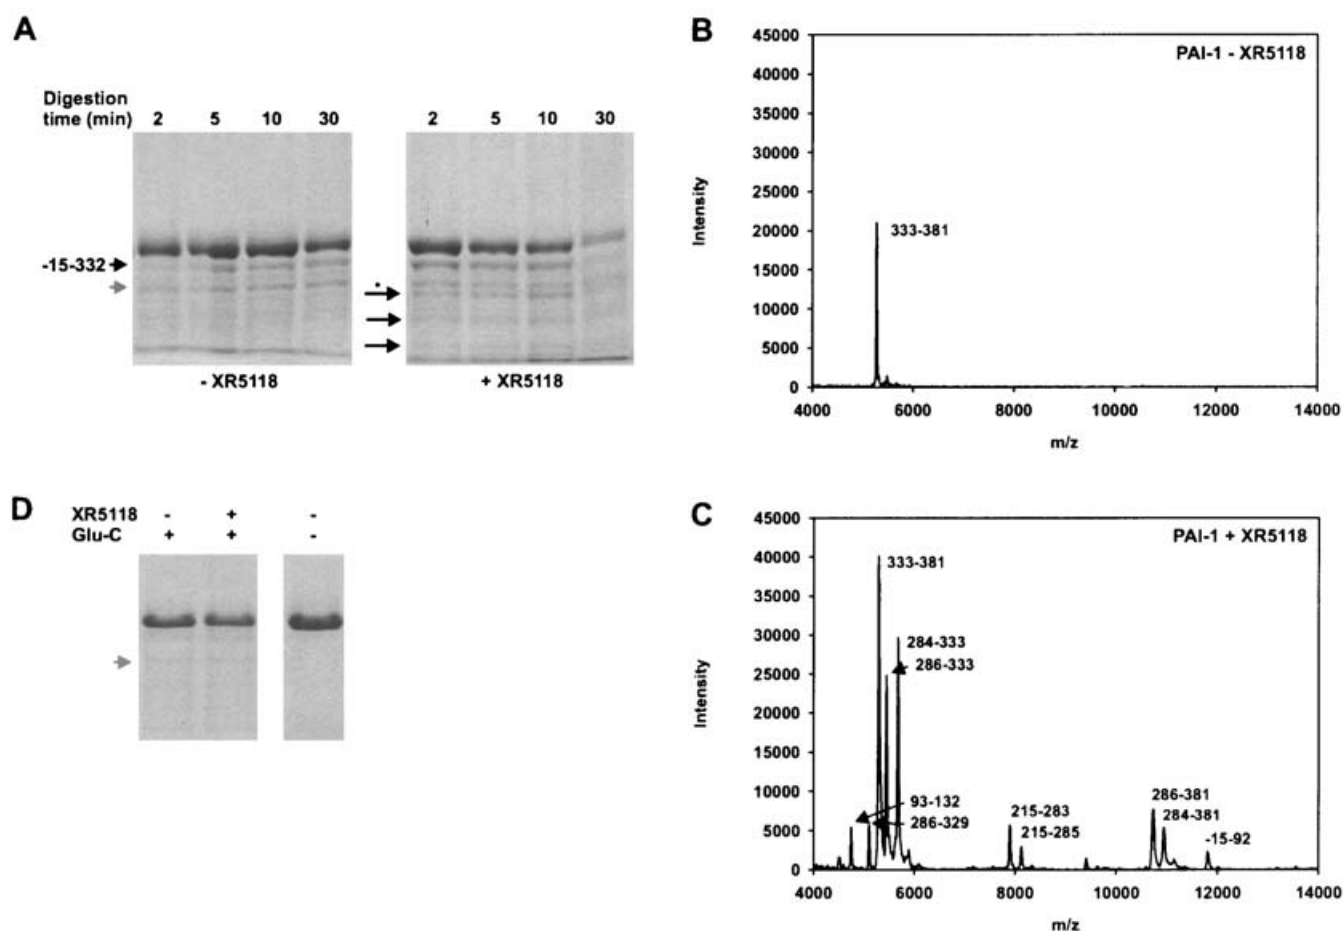 A
Digestion
time (min) 2 5 10 30 2 5 10 30
-15-332
- XR5118 + XR5118
B
PAI-1 - XR5118
45000
40000
35000
30000
25000
20000
15000
10000
5000
0
333-381
4000 6000 8000 10000 12000 14000
Intensity
m/z
D
XR5118 - + -
Glu-C + + -
C
PAI-1 + XR5118
45000
40000
35000
30000
25000
20000
15000
10000
5000
0
333-381
284-333
286-333
93-132
286-329
215-283
215-285
286-381
284-381
-15-92
4000 6000 8000 10000 12000 14000
Intensity
m/z